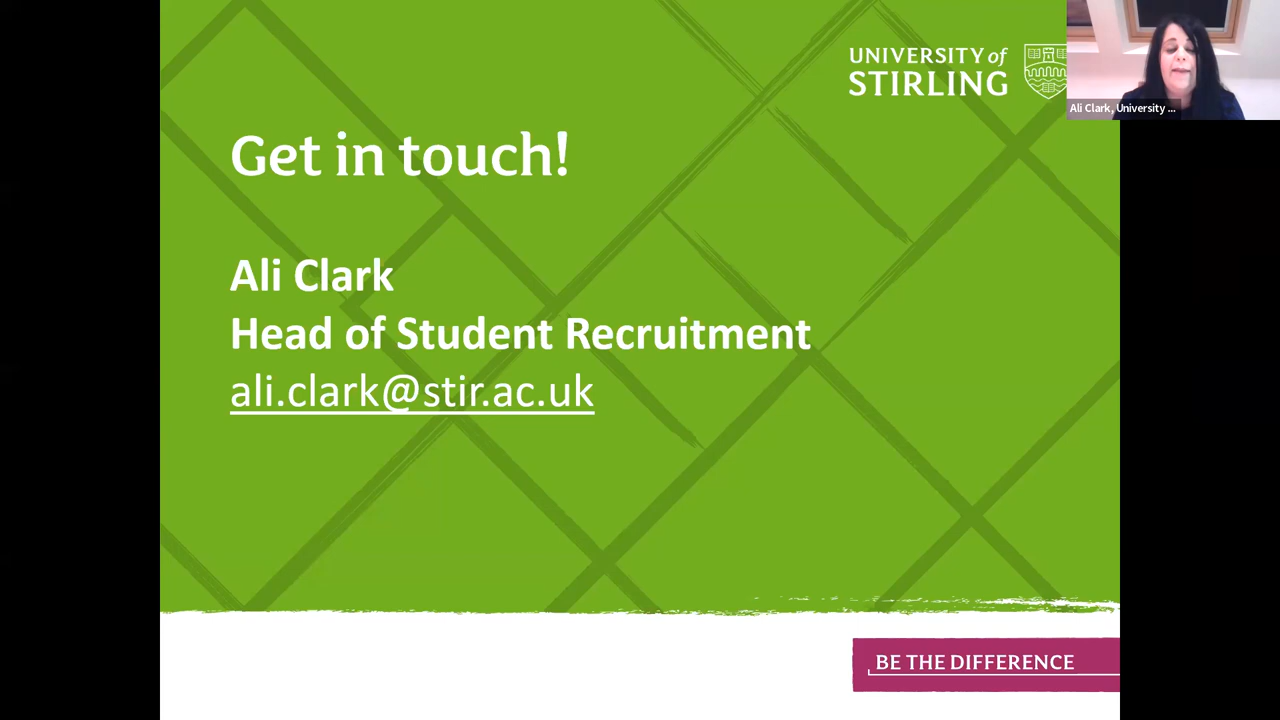 UNIVERSITY of
STIRLING
Ali Clark, University ...
Get in touch!
Ali Clark
Head of Student Recruitment
ali.clark@stir.ac.uk
BE THE DIFFERENCE